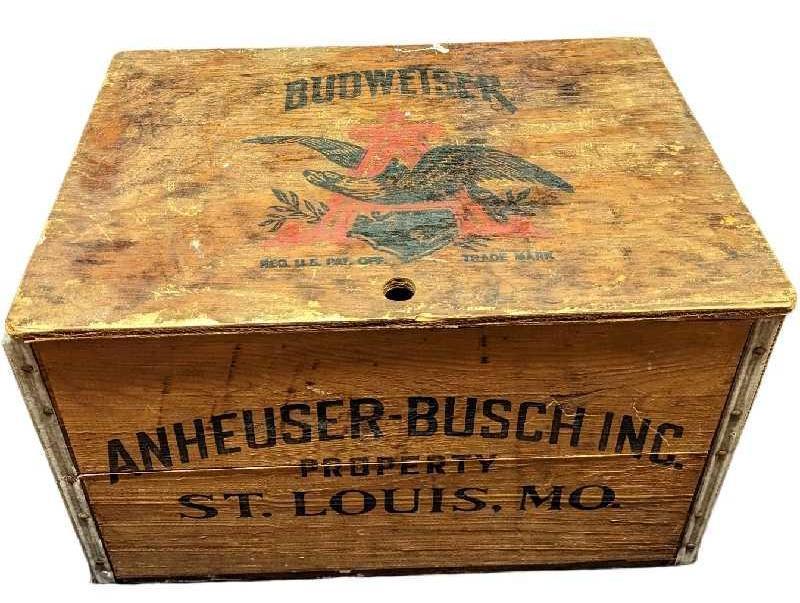 BUDWEISER
REG. U.S. PAT. OFF. TRADE MARK
ANHEUSER-BUSCH INC.
PROPERTY
ST. LOUIS, MO.